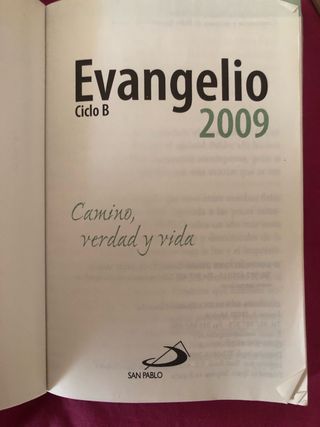 Evangelio
Ciclo B
2009
Camino,
verdad y vida
SAN PABLO